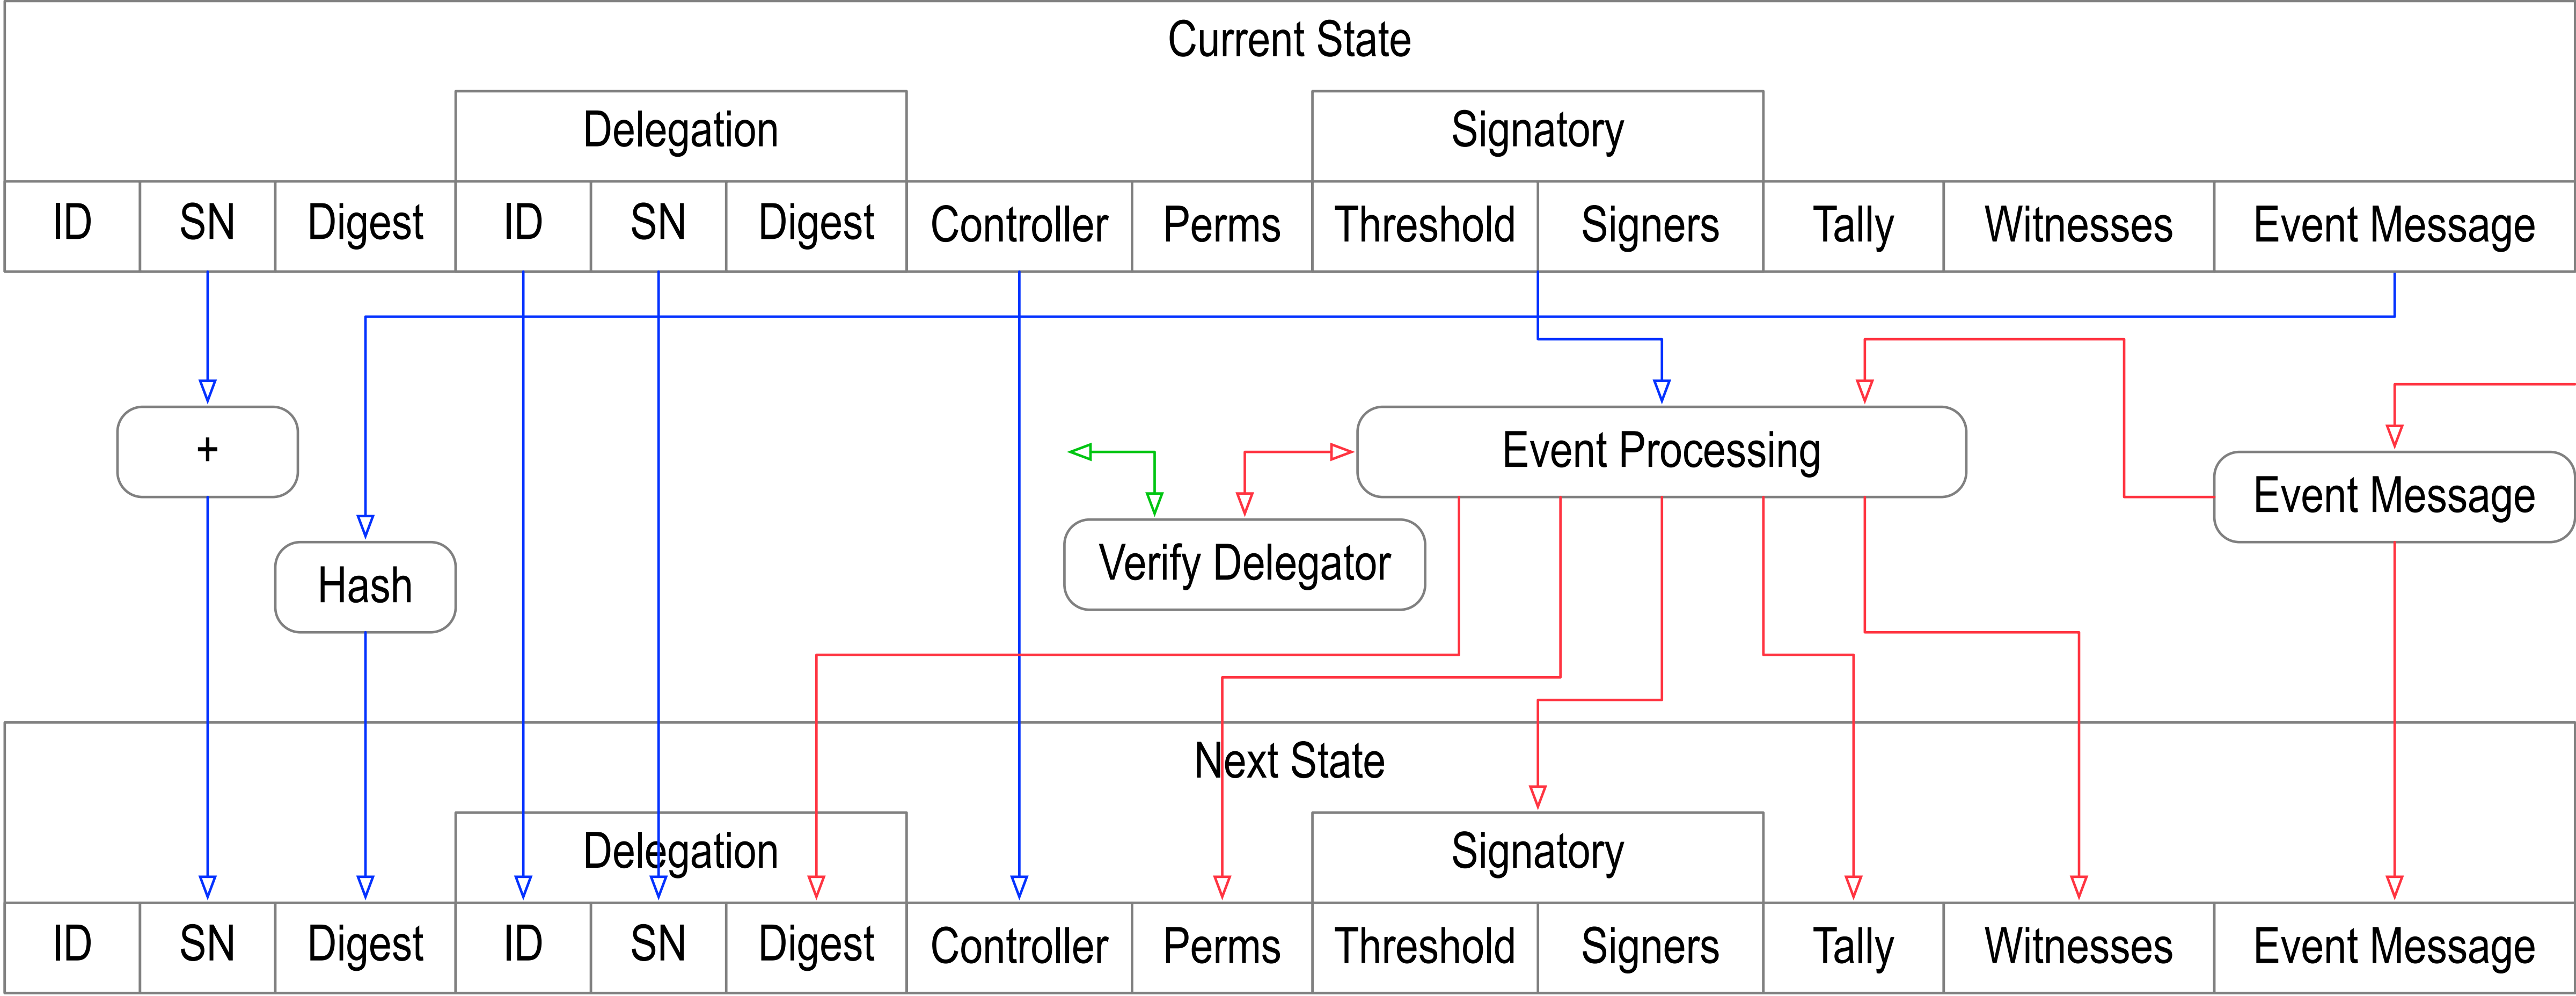 Current State
Delegation Signatory
ID SN Digest ID SN Digest Controller Perms Threshold Signers Tally Witnesses Event Message
+ Event Processing Event Message
Hash Verify Delegator
Next State
Delegation Signatory
ID SN Digest ID SN Digest Controller Perms Threshold Signers Tally Witnesses Event Message